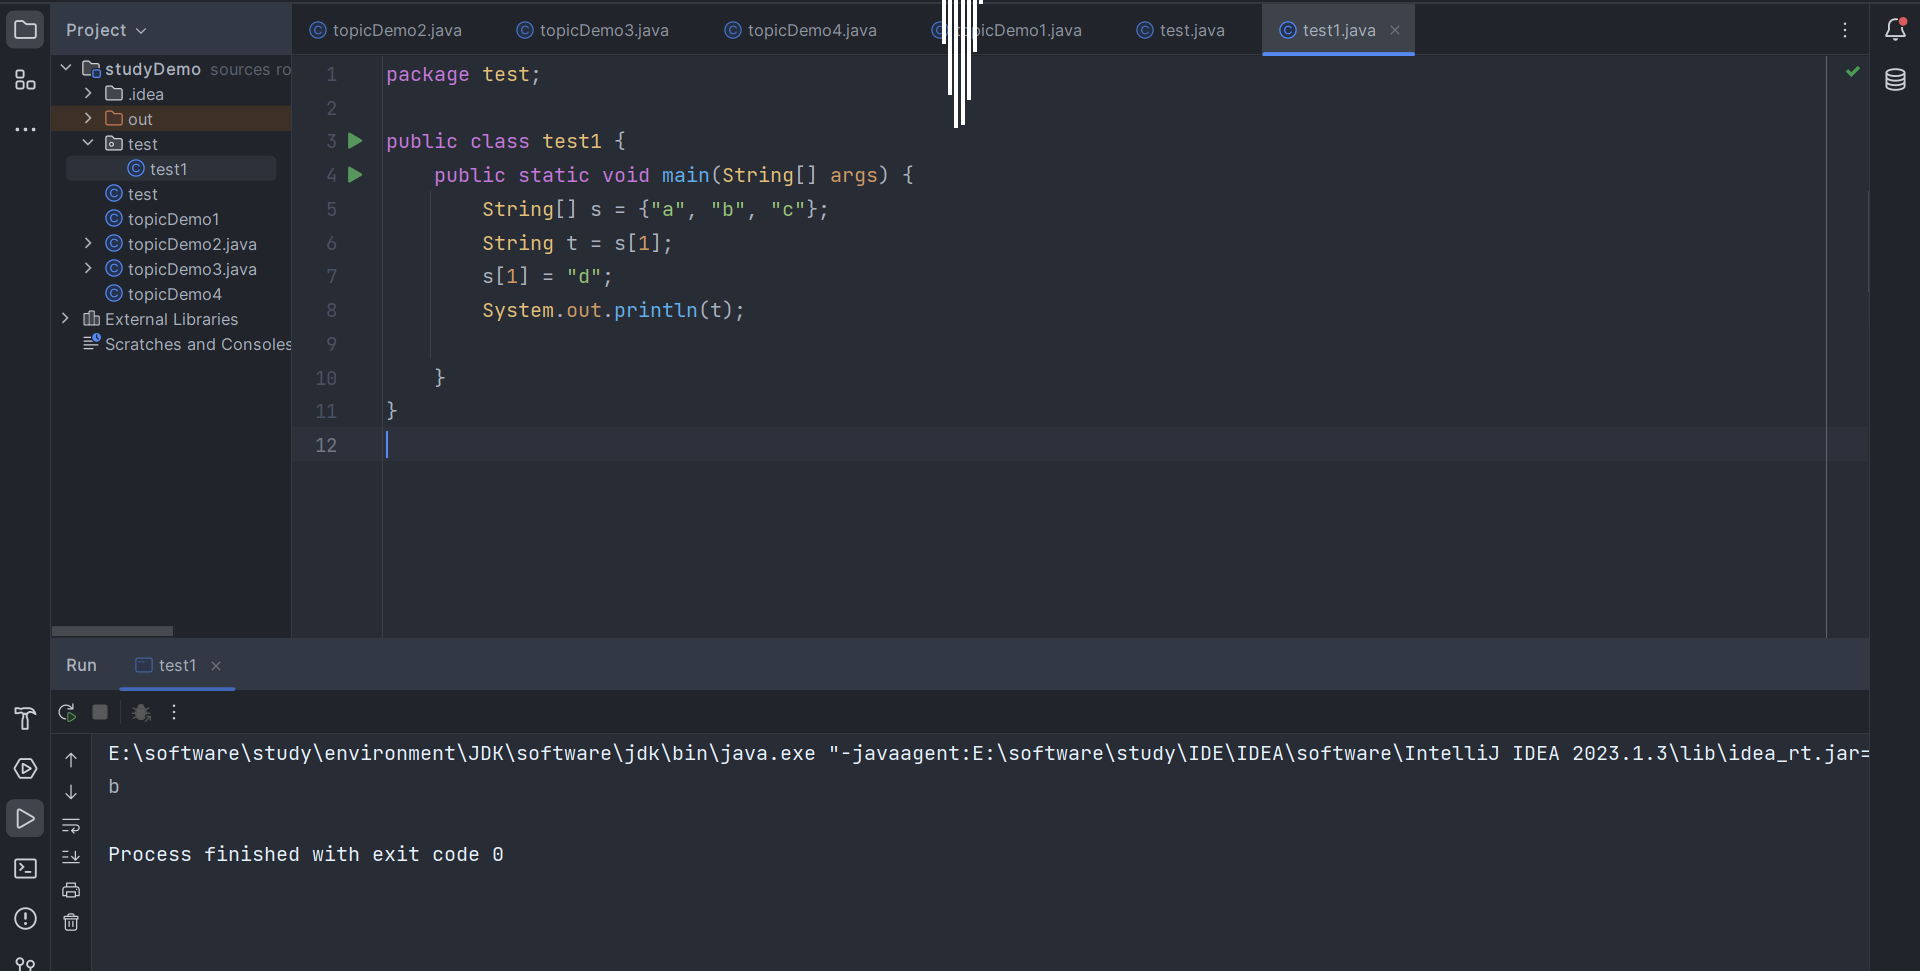 Project
topicDemo2.java topicDemo3.java topicDemo4.java topicDemo1.java test.java test1.java
studyDemo sources ro
.idea
out
test
test1
test
topicDemo1
topicDemo2.java
topicDemo3.java
topicDemo4
External Libraries
Scratches and Consoles
1 package test;
2
3 public class test1 {
4 public static void main(String[] args) {
5 String[] s = {"a", "b", "c"};
6 String t = s[1];
7 s[1] = "d";
8 System.out.println(t);
9
10 }
11 }
12
Run test1
E:\software\study\environment\JDK\software\jdk\bin\java.exe "-javaagent:E:\software\study\IDE\IDEA\software\IntelliJ IDEA 2023.1.3\lib\idea_rt.jar=
b
Process finished with exit code 0